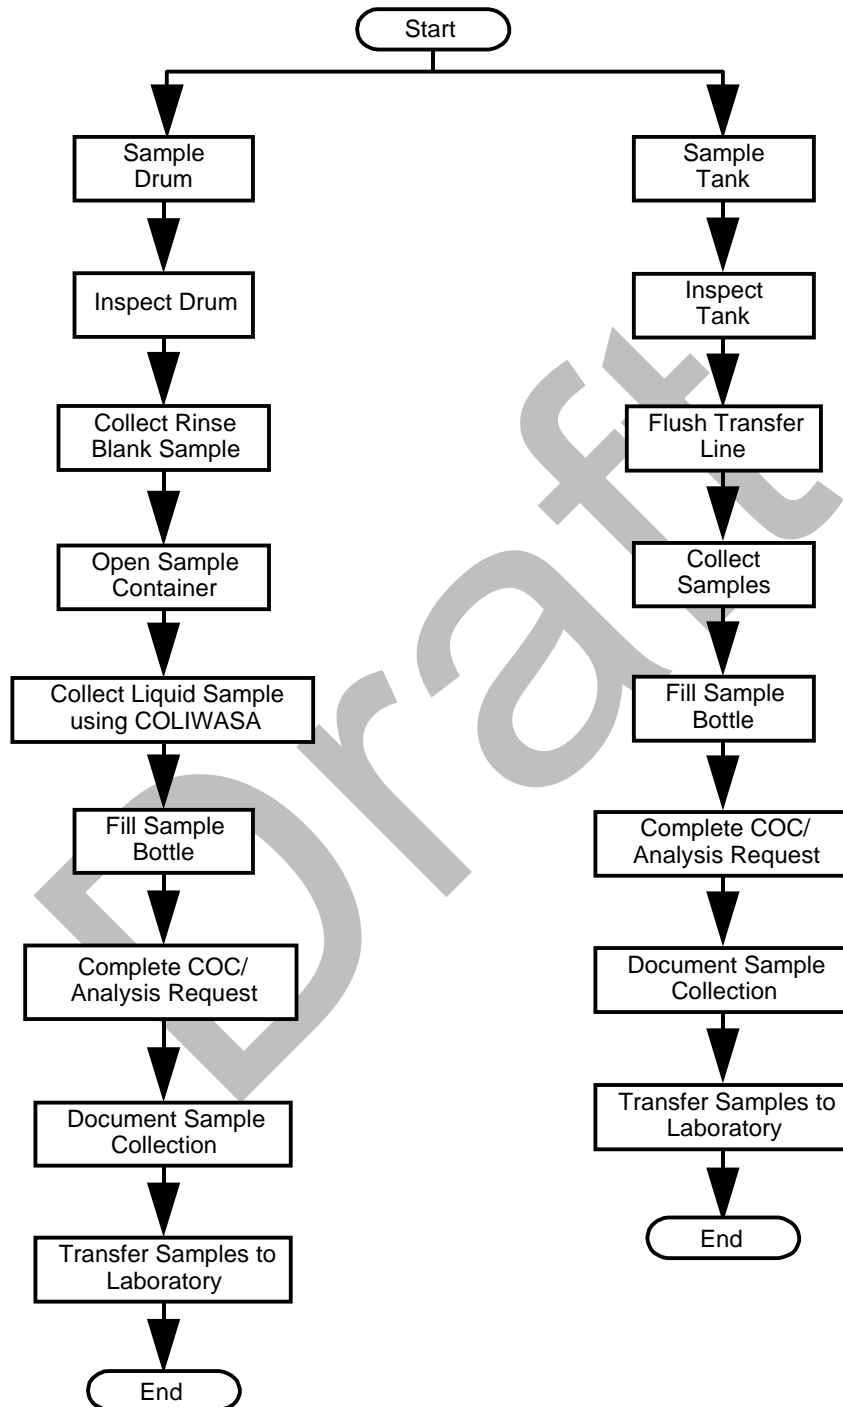 Start
Sample
Drum
Inspect Drum
Collect Rinse
Blank Sample
Open Sample
Container
Collect Liquid Sample
using COLIWASA
Fill Sample
Bottle
Complete COC/
Analysis Request
Document Sample
Collection
Transfer Samples to
Laboratory
End
Sample
Tank
Inspect
Tank
Flush Transfer
Line
Collect
Samples
Fill Sample
Bottle
Complete COC/
Analysis Request
Document Sample
Collection
Transfer Samples to
Laboratory
End
Draft